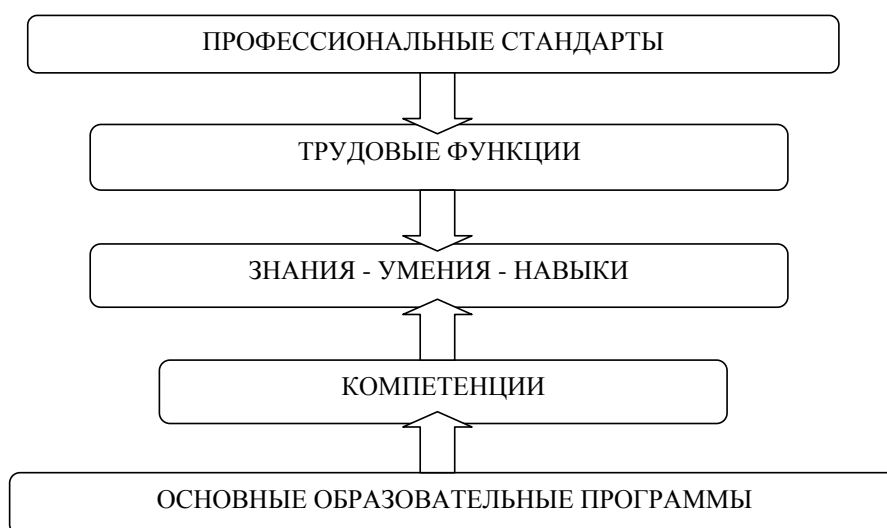 ПРОФЕССИОНАЛЬНЫЕ СТАНДАРТЫ
ТРУДОВЫЕ ФУНКЦИИ
ЗНАНИЯ - УМЕНИЯ - НАВЫКИ
КОМПЕТЕНЦИИ
ОСНОВНЫЕ ОБРАЗОВАТЕЛЬНЫЕ ПРОГРАММЫ